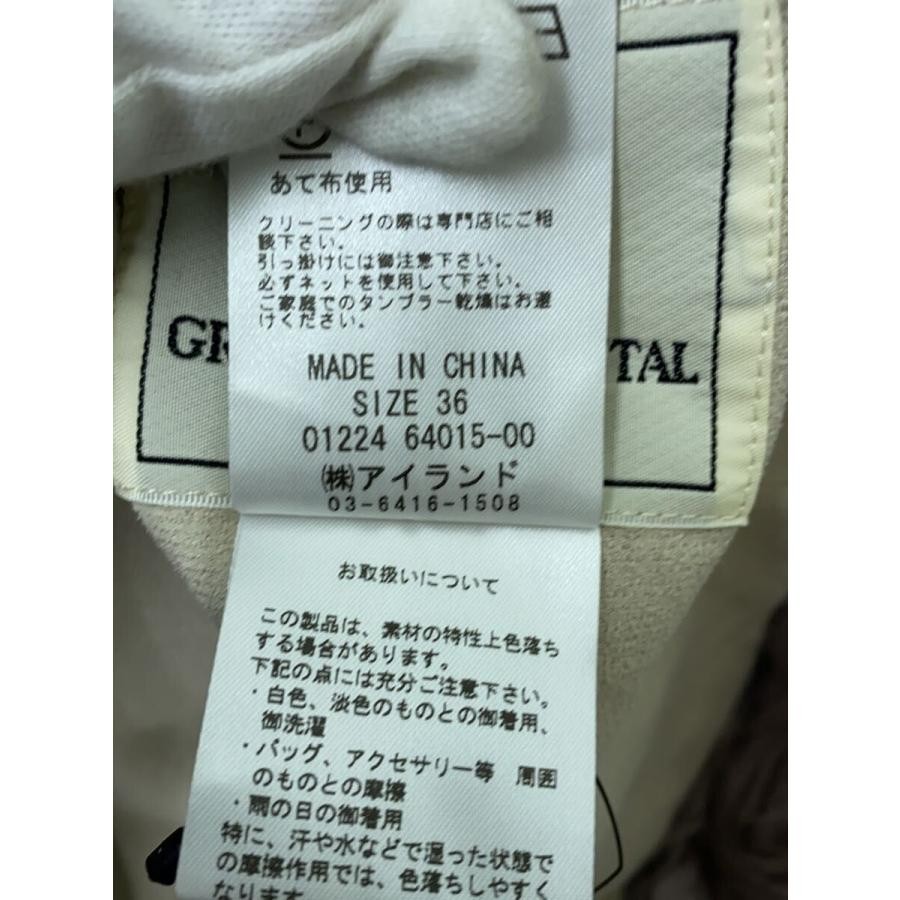 あて布使用
クリーニングの際は専門店にご相
談下さい。
引っ掛けには御注意下さい。
必ずネットを使用して下さい。
ご家庭でのタンブラー乾燥はお避
けください。
GR
TAL
MADE IN CHINA
SIZE 36
01224 64015-00
㈱アイランド
03-6416-1508
お取扱いについて
この製品は、素材の特性上色落ち
する場合があります。
下記の点には充分ご注意下さい。
・白色、淡色のものとの御着用、
御洗濯
・バッグ、アクセサリー等 周囲
のものとの摩擦
・雨の日の御着用
特に、汗や水などで湿った状態で
の摩擦作用では、色落ちしやすく
なります。